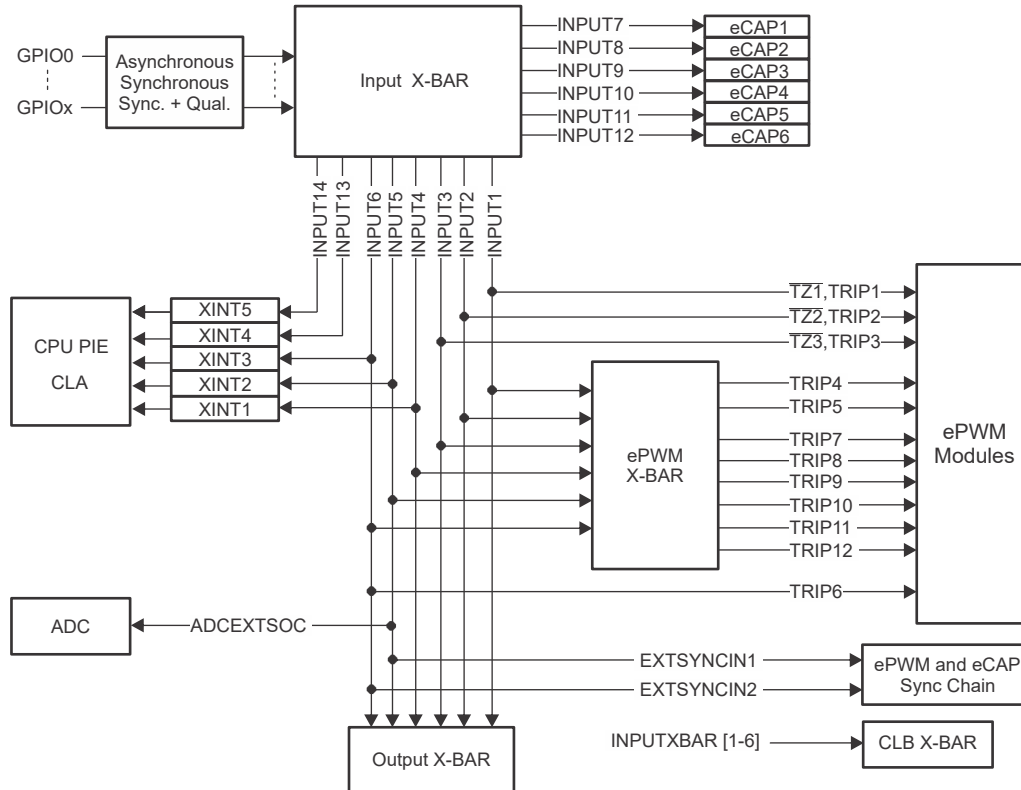 GPIO0
GPIOx
Asynchronous
Synchronous
Sync. + Qual.
Input X-BAR
INPUT7
INPUT8
INPUT9
INPUT10
INPUT11
INPUT12
eCAP1
eCAP2
eCAP3
eCAP4
eCAP5
eCAP6
INPUT14
INPUT13
INPUT6
INPUT5
INPUT4
INPUT3
INPUT2
INPUT1
CPU PIE
CLA
XINT5
XINT4
XINT3
XINT2
XINT1
T̅Z̅1̅,TRIP1
T̅Z̅2̅,TRIP2
T̅Z̅3̅,TRIP3
ePWM
X-BAR
TRIP4
TRIP5
TRIP7
TRIP8
TRIP9
TRIP10
TRIP11
TRIP12
TRIP6
ePWM
Modules
ADC
ADCEXTSOC
EXTSYNCIN1
EXTSYNCIN2
ePWM and eCAP
Sync Chain
Output X-BAR
INPUTXBAR [1-6]
CLB X-BAR